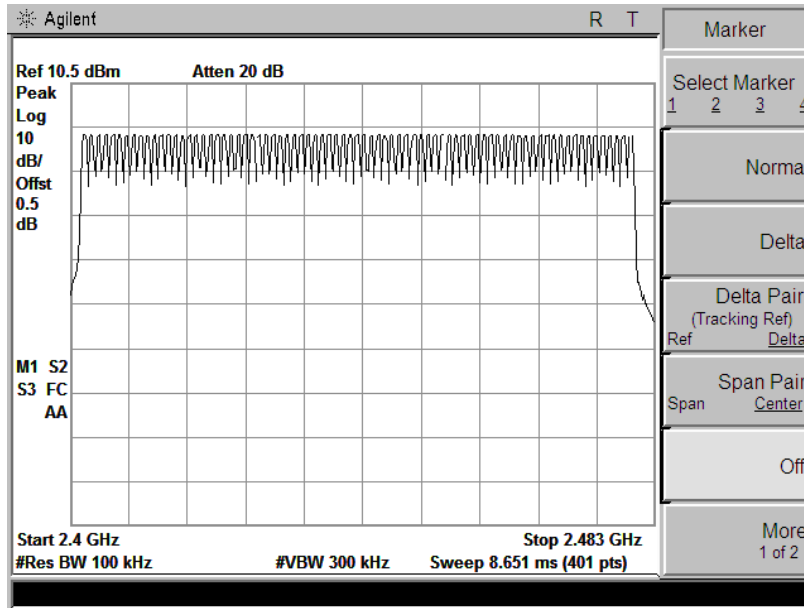 Agilent R T
Ref 10.5 dBm Atten 20 dB
Peak
Log
10
dB/
Offst
0.5
dB
M1 S2
S3 FC
AA
Start 2.4 GHz Stop 2.483 GHz
#Res BW 100 kHz #VBW 300 kHz Sweep 8.651 ms (401 pts)
Marker
Select Marker
1 2 3 4
Norma
Delta
Delta Pair
(Tracking Ref)
Ref Delta
Span Pair
Span Center
Off
More
1 of 2